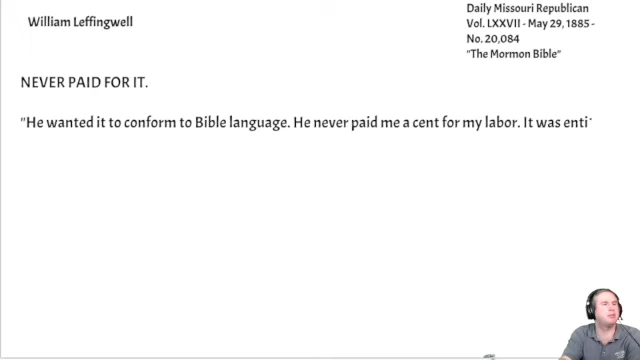 William Leffingwell
Daily Missouri Republican
Vol. LXXVII - May 29, 1885 -
No. 20,084
"The Mormon Bible"
NEVER PAID FOR IT.
"He wanted it to conform to Bible language. He never paid me a cent for my labor. It was enti